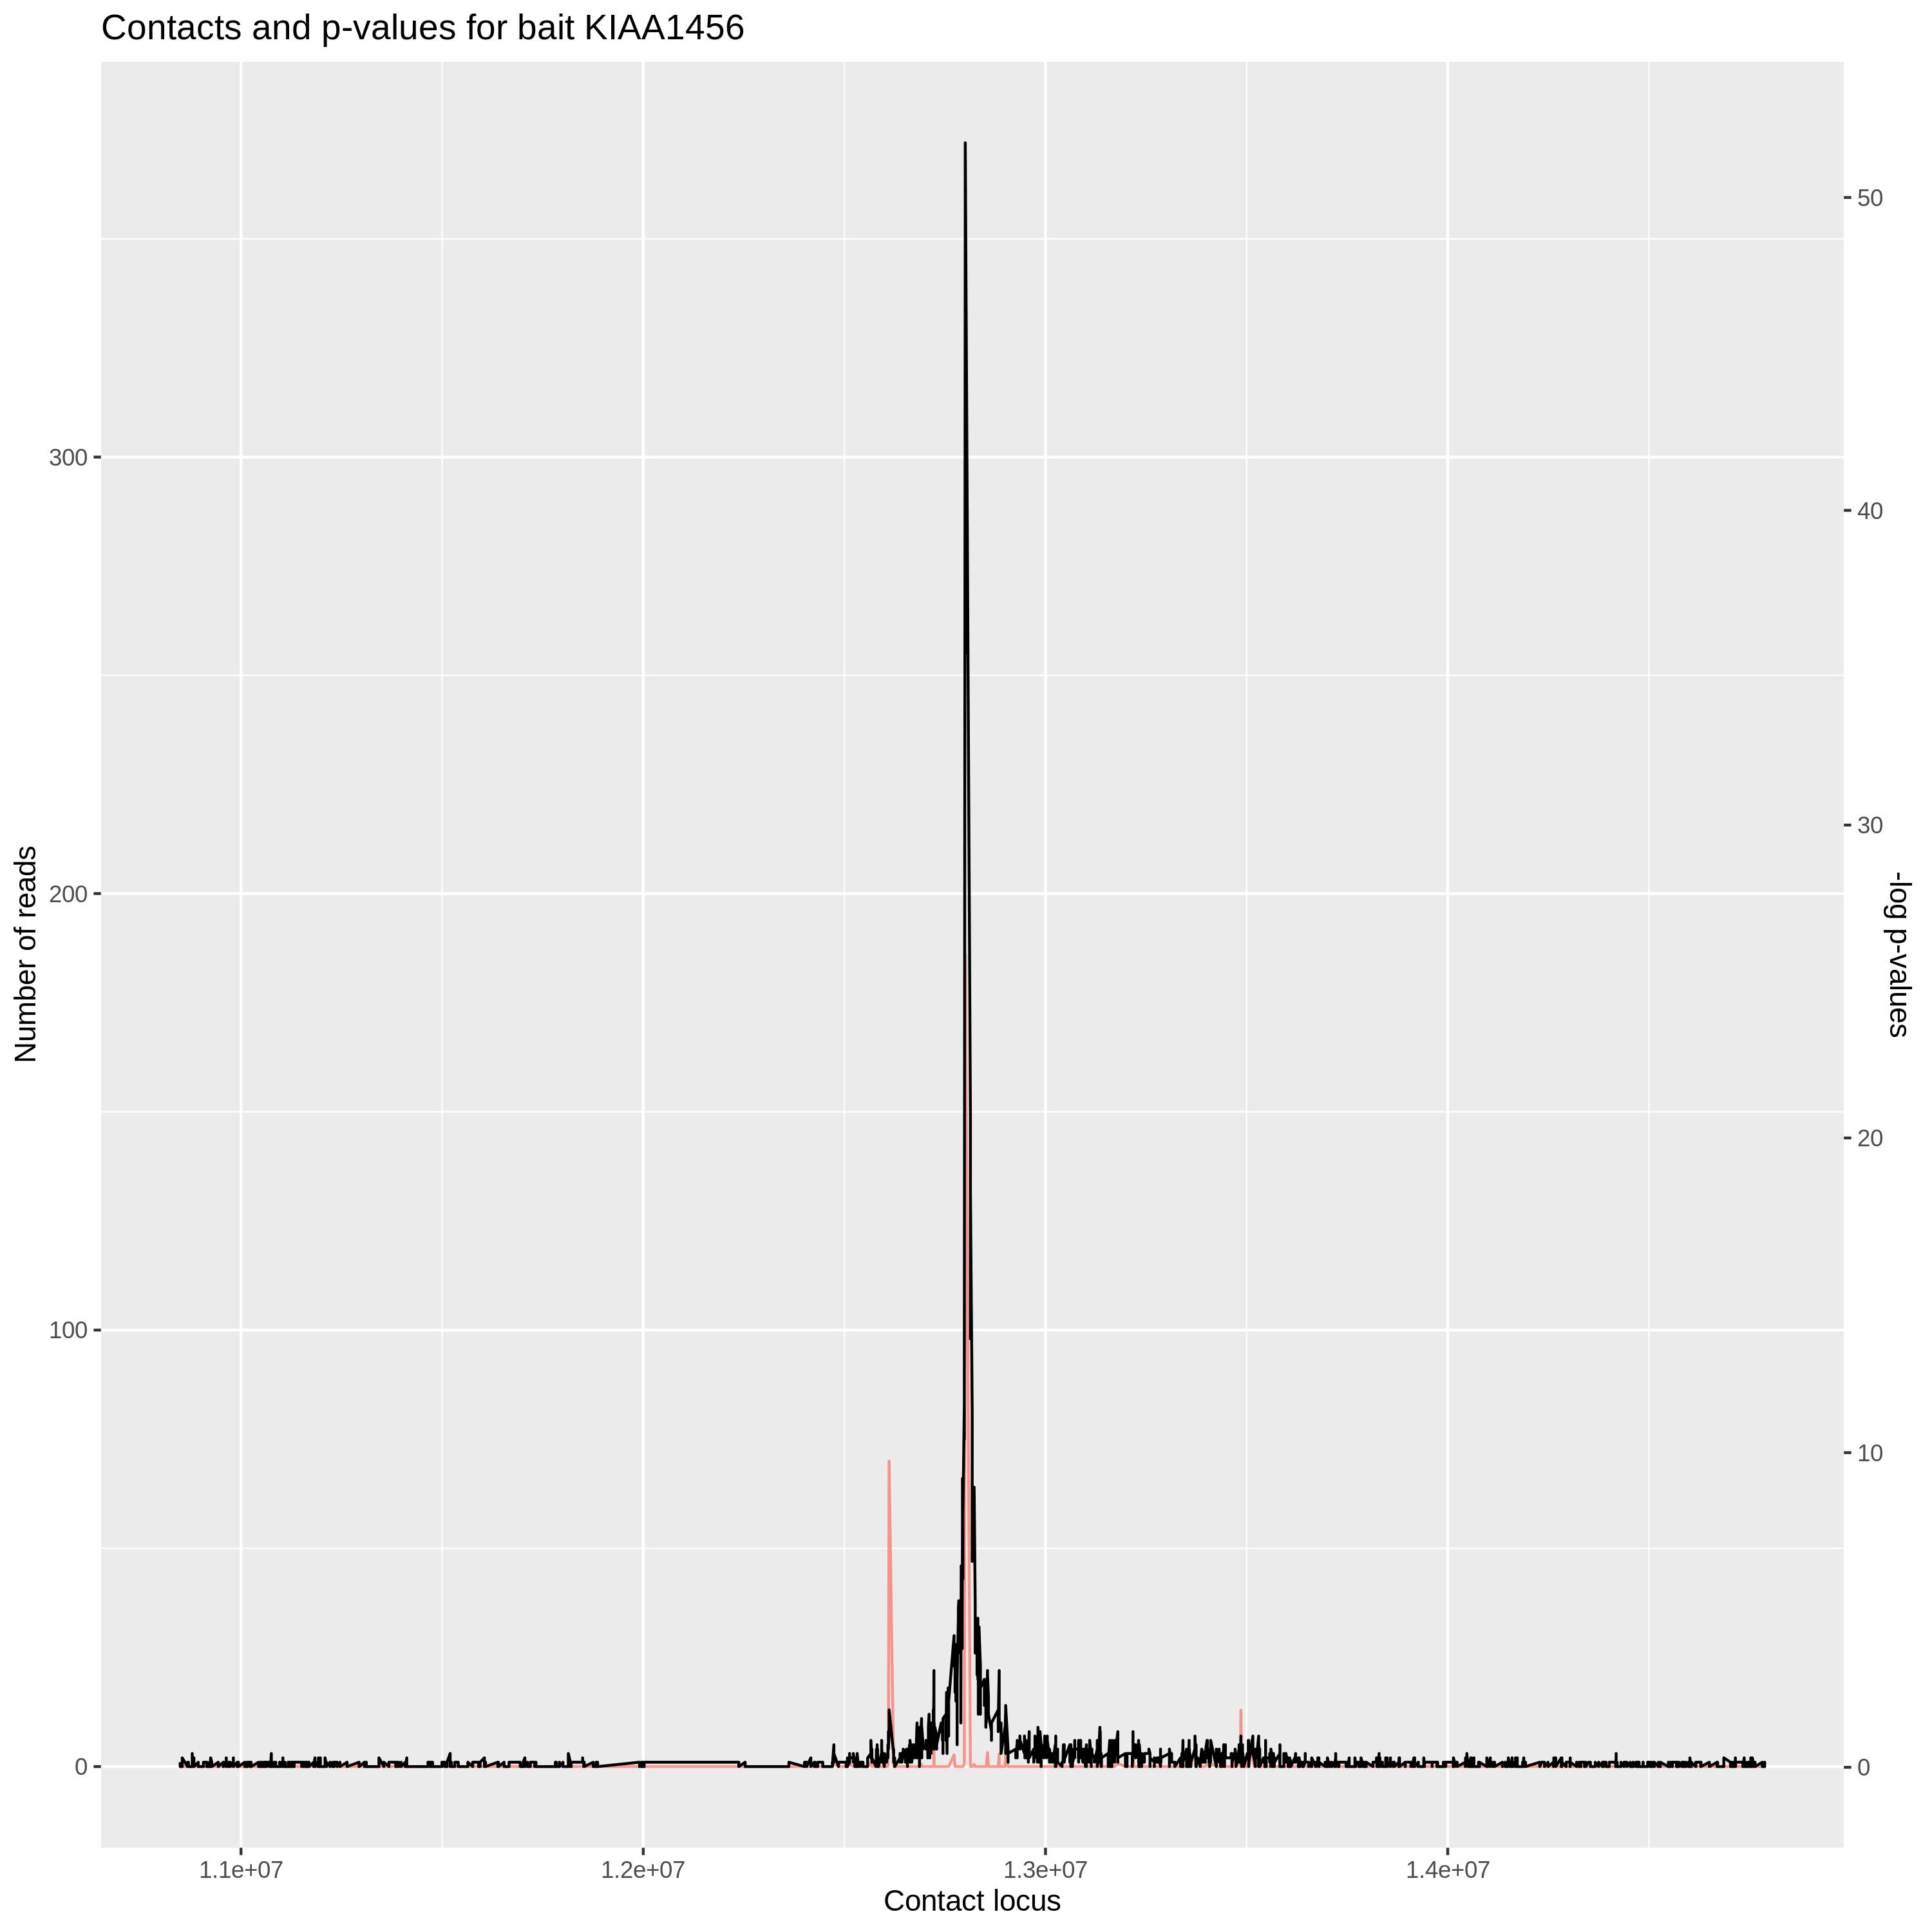 Contacts and p-values for bait KIAA1456
Number of reads
300
200
100
0
50
40
30
20
10
0
-log p-values
1.1e+07 1.2e+07 1.3e+07 1.4e+07
Contact locus